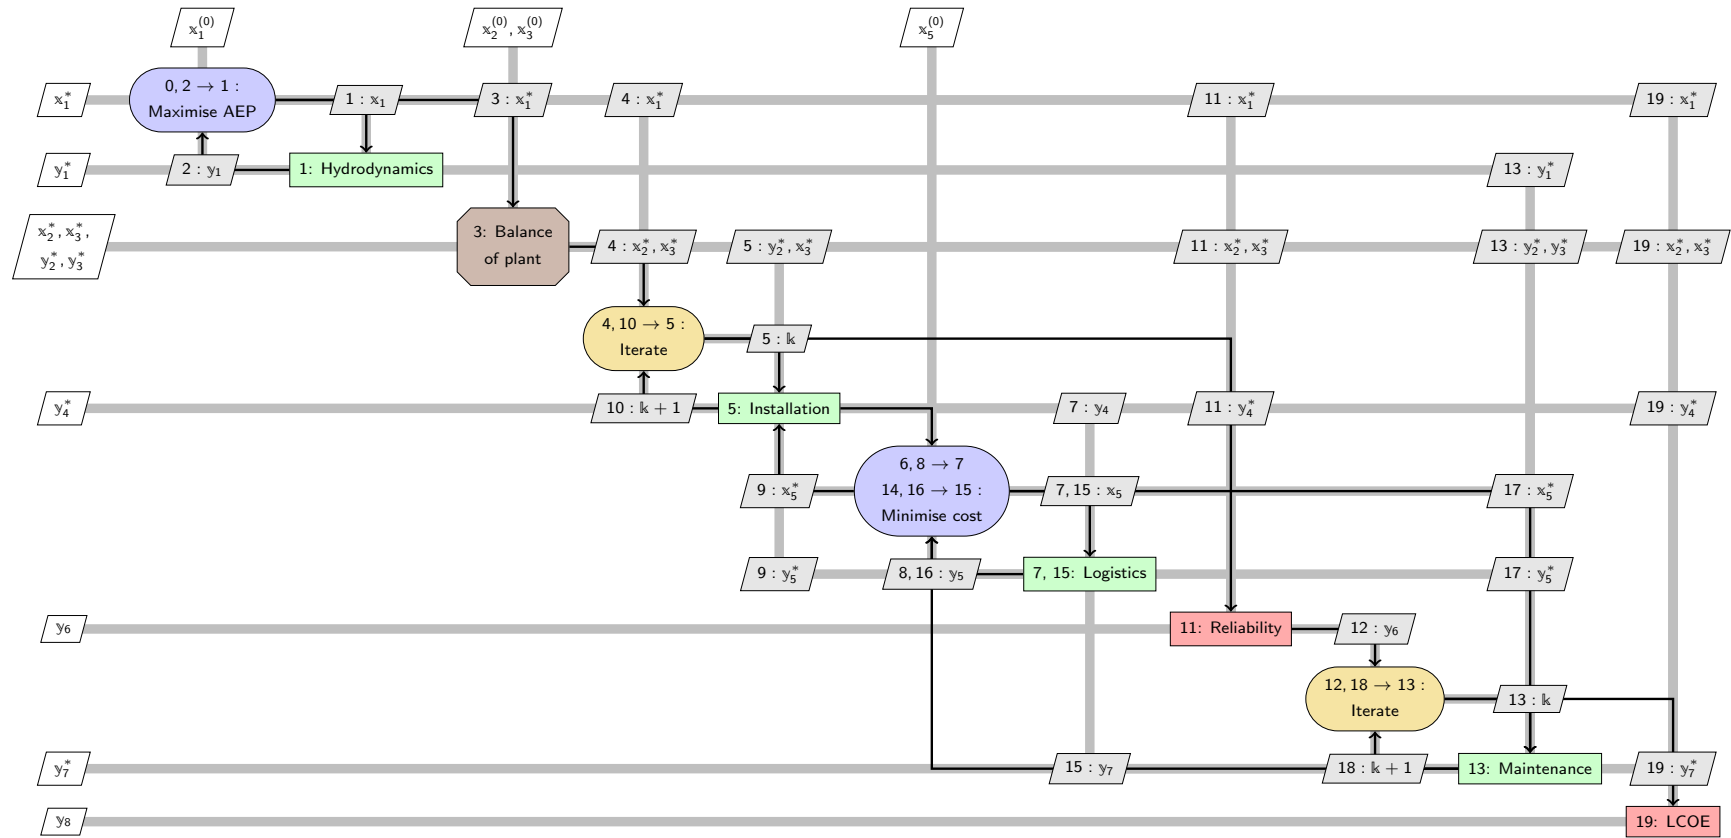 𝕩₁⁽⁰⁾
𝕩₂⁽⁰⁾, 𝕩₃⁽⁰⁾
𝕩₅⁽⁰⁾
𝕩₁*
0, 2 → 1 :
Maximise AEP
1 : 𝕩₁
3 : 𝕩₁*
4 : 𝕩₁*
11 : 𝕩₁*
19 : 𝕩₁*
𝕪₁*
2 : 𝕪₁
1: Hydrodynamics
13 : 𝕪₁*
𝕩₂*, 𝕩₃*,
𝕪₂*, 𝕪₃*
3: Balance
of plant
4 : 𝕩₂*, 𝕩₃*
5 : 𝕪₂*, 𝕩₃*
11 : 𝕩₂*, 𝕩₃*
13 : 𝕪₂*, 𝕪₃*
19 : 𝕩₂*, 𝕩₃*
4, 10 → 5 :
Iterate
5 : 𝕜
𝕪₄*
10 : 𝕜 + 1
5: Installation
7 : 𝕪₄
11 : 𝕪₄*
19 : 𝕪₄*
9 : 𝕩₅*
6, 8 → 7
14, 16 → 15 :
Minimise cost
7, 15 : 𝕩₅
17 : 𝕩₅*
9 : 𝕪₅*
8, 16 : 𝕪₅
7, 15: Logistics
17 : 𝕪₅*
𝕪₆
11: Reliability
12 : 𝕪₆
12, 18 → 13 :
Iterate
13 : 𝕜
𝕪₇*
15 : 𝕪₇
18 : 𝕜 + 1
13: Maintenance
19 : 𝕪₇*
𝕪₈
19: LCOE